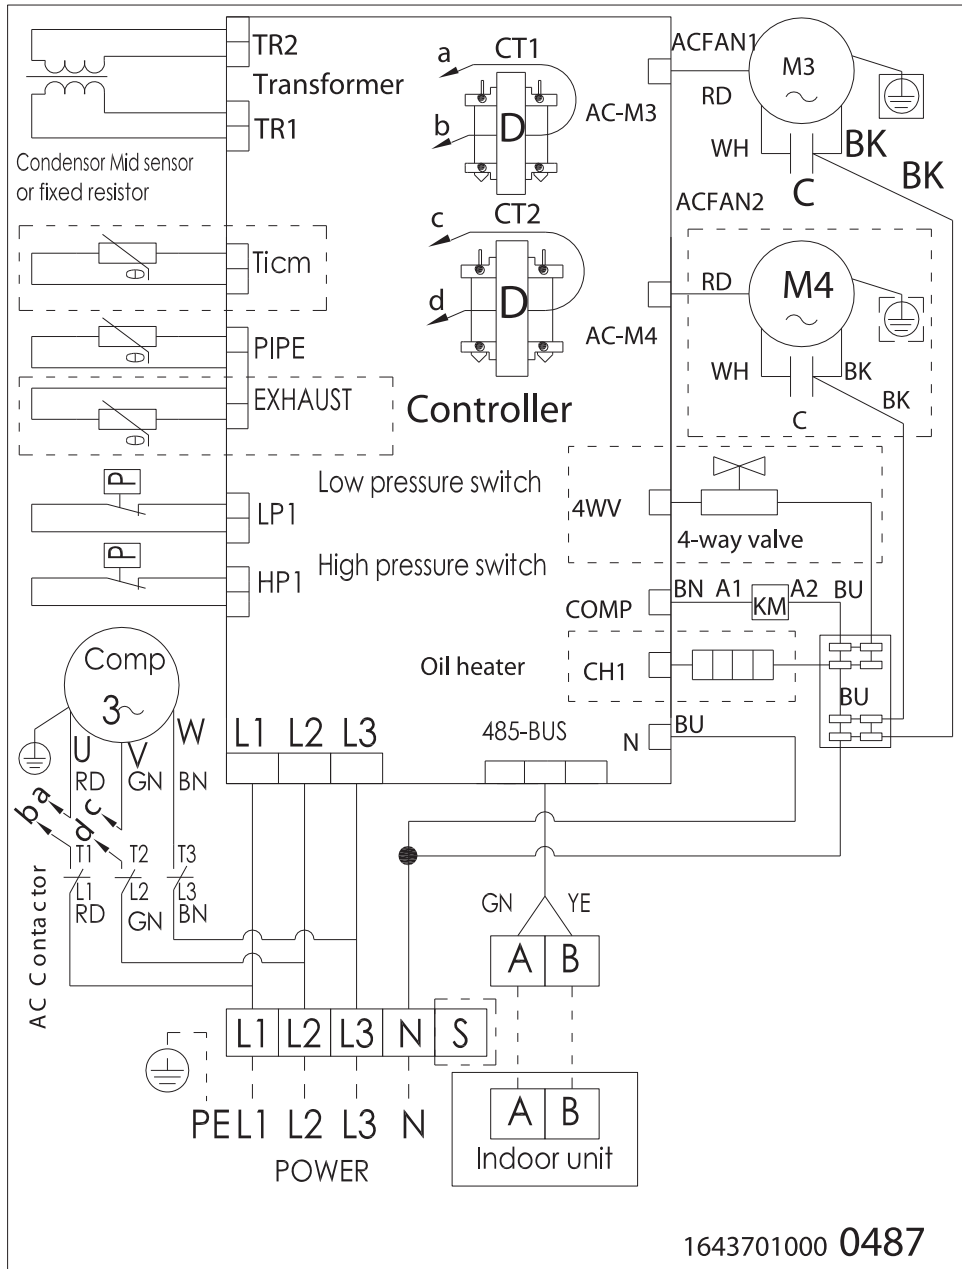 TR2
Transformer
TR1
Condensor Mid sensor
or fixed resistor
Ticm
PIPE
EXHAUST
P
LP1
Low pressure switch
P
HP1
High pressure switch
a
CT1
b
D
c
CT2
d
D
Controller
ACFAN1
AC-M3
RD
M3
WH
C
BK
BK
ACFAN2
AC-M4
RD
M4
WH
C
BK
BK
4WV
4-way valve
COMP
BN A1 KM A2 BU
Oil heater
CH1
BU
N
BU
485-BUS
Comp
3~
U V W
RD GN BN
L1 L2 L3
b a c
d
T1 T2 T3
L1 L2 L3
RD GN BN
AC Contactor
GN YE
A B
L1 L2 L3 N S
PE L1 L2 L3 N
POWER
A B
Indoor unit
1643701000 0487